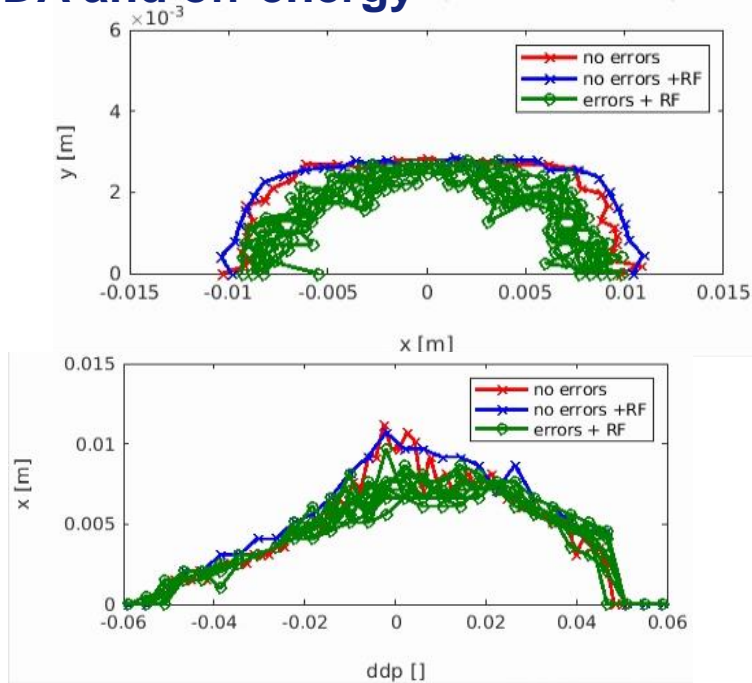 DA and energy
×10⁻³
6
4
2
0
y [m]
no errors
no errors +RF
errors + RF
-0.015 -0.01 -0.005 0 0.005 0.01 0.015
x [m]
0.015
0.01
0.005
0
x [m]
no errors
no errors +RF
errors + RF
-0.06 -0.04 -0.02 0 0.02 0.04 0.06
ddp []